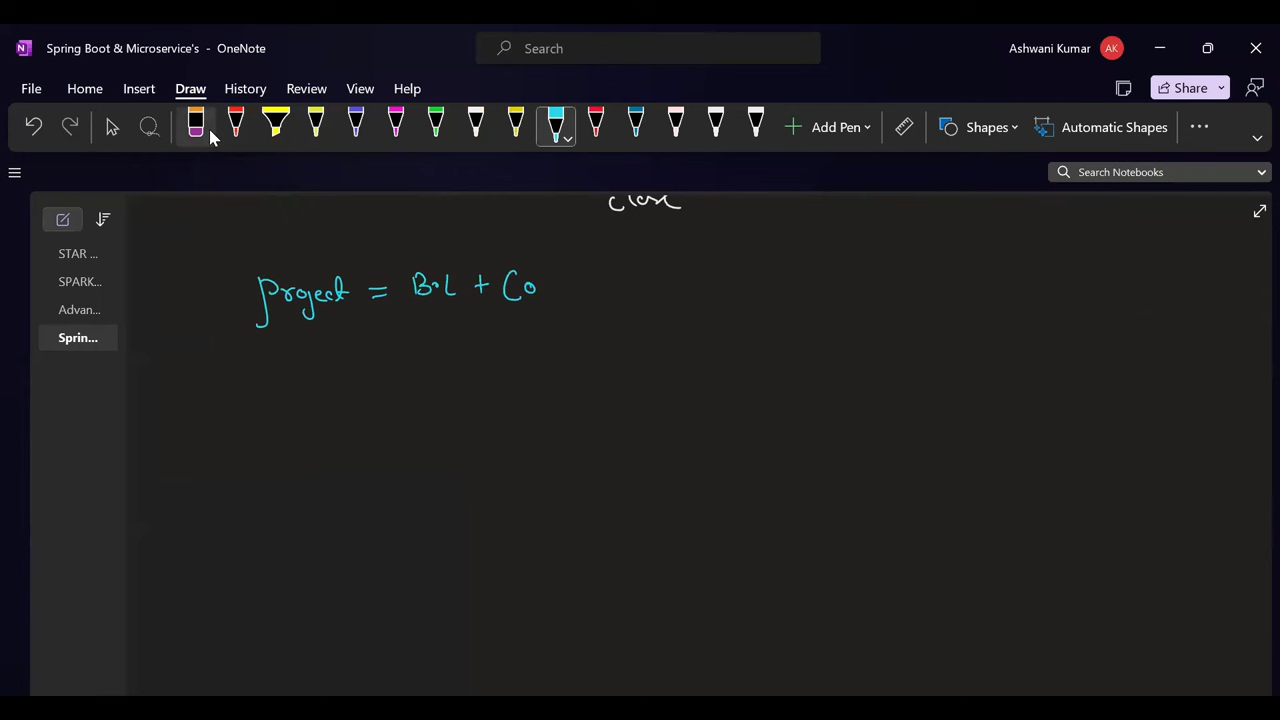 Spring Boot & Microservice's - OneNote
Search
Ashwani Kumar
AK
File
Home
Insert
Draw
History
Review
View
Help
Share
Add Pen
Shapes
Automatic Shapes
Search Notebooks
STAR ...
SPARK...
Advan...
Sprin...
close
Project = B.L + Co